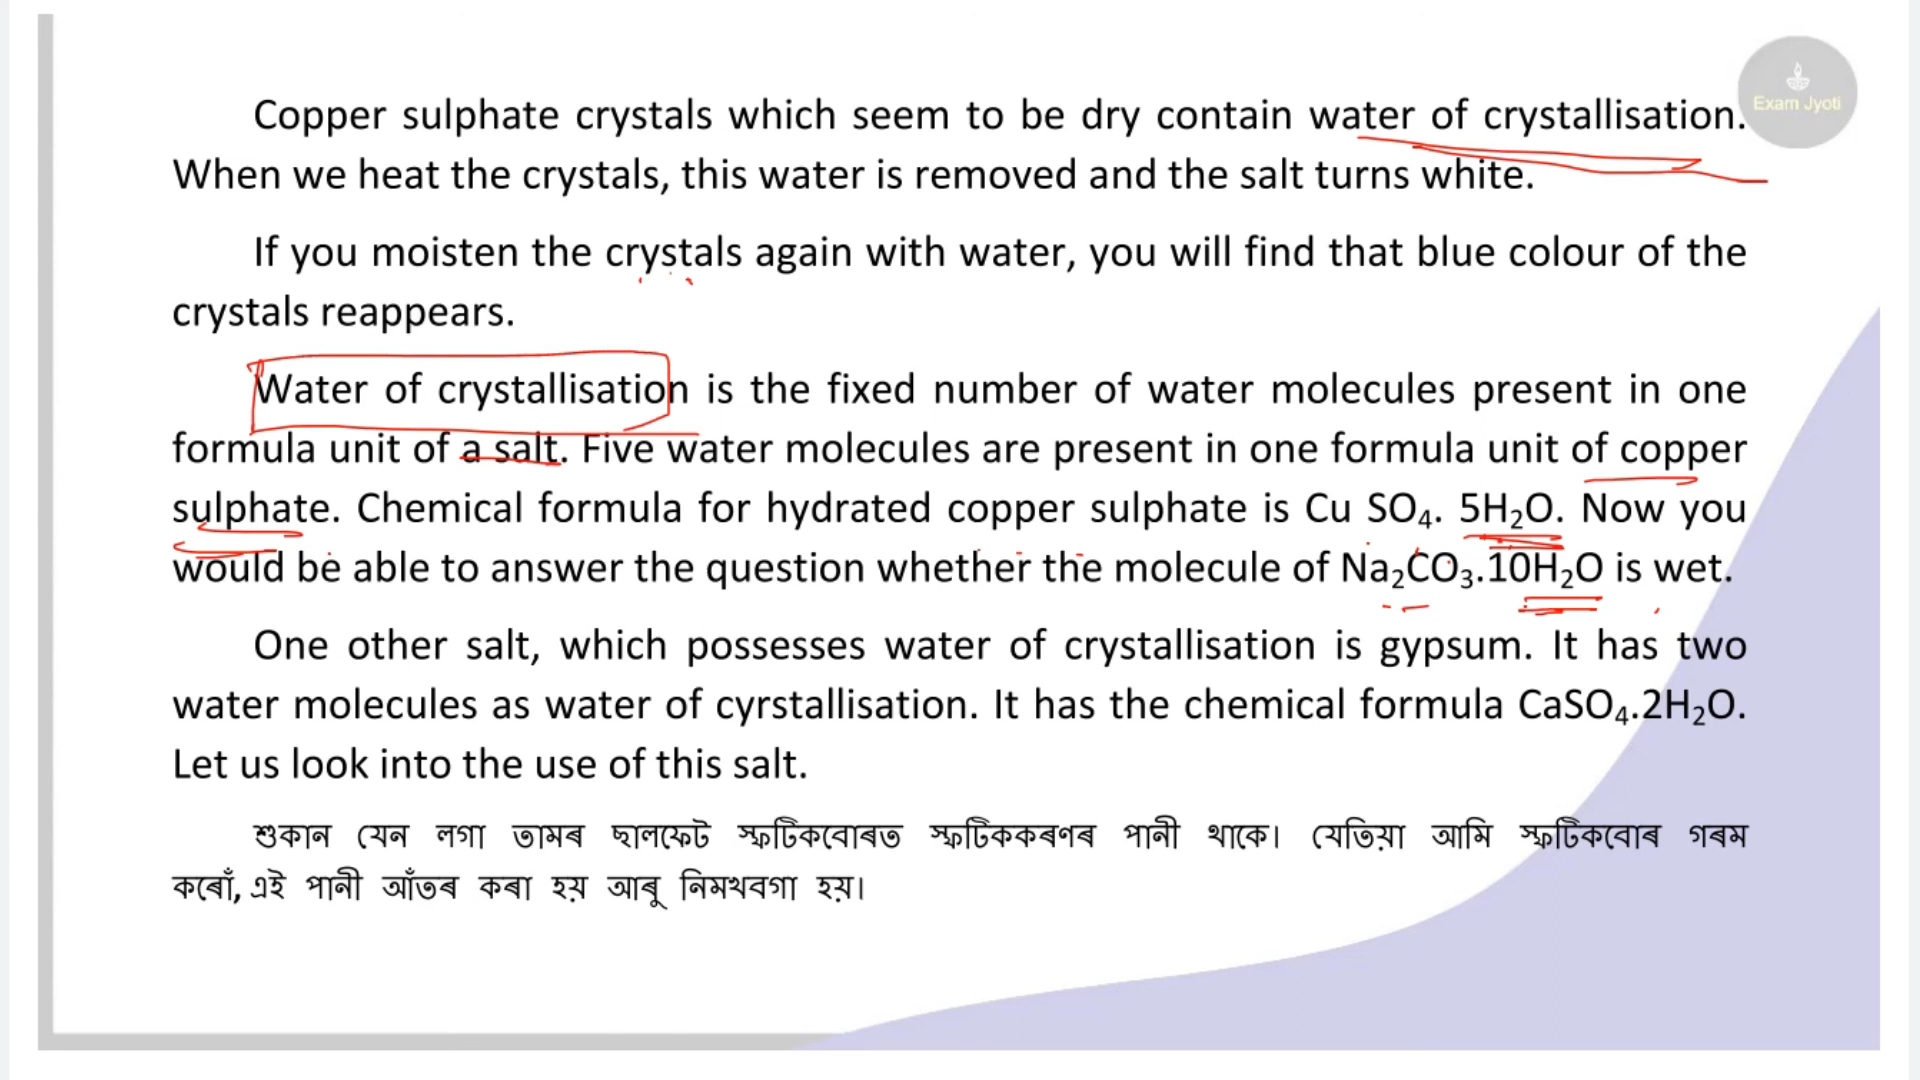 Exam Jyoti
Copper sulphate crystals which seem to be dry contain water of crystallisation.
When we heat the crystals, this water is removed and the salt turns white.
If you moisten the crystals again with water, you will find that blue colour of the
crystals reappears.
Water of crystallisation is the fixed number of water molecules present in one
formula unit of a salt. Five water molecules are present in one formula unit of copper
sulphate. Chemical formula for hydrated copper sulphate is Cu SO₄. 5H₂O. Now you
would be able to answer the question whether the molecule of Na₂CO₃.10H₂O is wet.
One other salt, which possesses water of crystallisation is gypsum. It has two
water molecules as water of cyrstallisation. It has the chemical formula CaSO₄.2H₂O.
Let us look into the use of this salt.
শুকান যেন লগা তামৰ ছালফেট স্ফটিকবোৰত স্ফটিককৰণৰ পানী থাকে। যেতিয়া আমি স্ফটিকবোৰ গৰম
কৰোঁ, এই পানী আঁতৰ কৰা হয় আৰু নিমখবগা হয়।